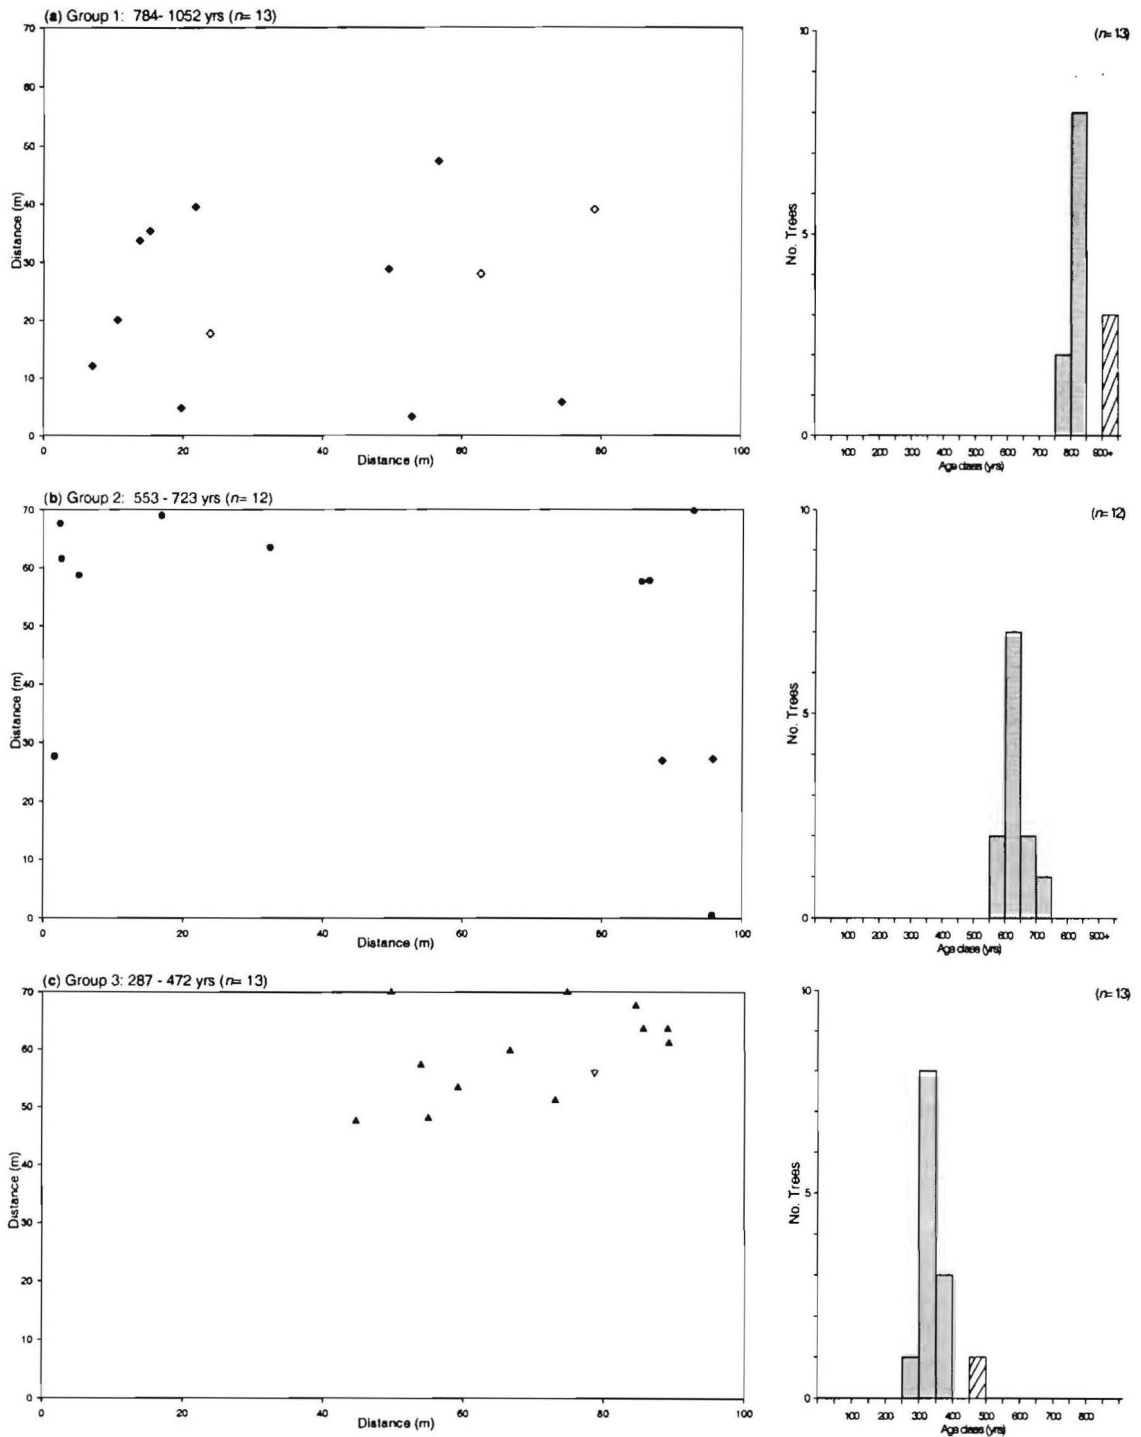 (a) Group 1: 784- 1052 yrs (n= 13)
70
60
50
40
30
20
10
0
Distance (m)
0 20 40 60 80 100
Distance (m)
(n= 13)
10
5
0
No. Trees
100 200 300 400 500 600 700 800 900+
Age class (yrs)
(b) Group 2: 553 - 723 yrs (n= 12)
70
60
50
40
30
20
10
0
Distance (m)
0 20 40 60 80 100
Distance (m)
(n= 12)
10
5
0
No. Trees
100 200 300 400 500 600 700 800 900+
Age class (yrs)
(c) Group 3: 287 - 472 yrs (n= 13)
70
60
50
40
30
20
10
0
Distance (m)
0 20 40 60 80 100
Distance (m)
(n= 13)
10
5
0
No. Trees
100 200 300 400 500 600 700 800 900+
Age class (yrs)